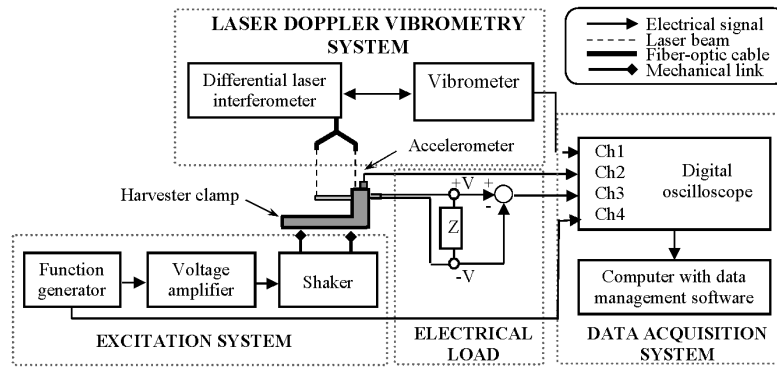 LASER DOPPLER VIBROMETRY
SYSTEM
Differential laser
interferometer
Vibrometer
Electrical signal
Laser beam
Fiber-optic cable
Mechanical link
Accelerometer
Harvester clamp
+V
+
-
Z
-V
Ch1
Ch2
Ch3
Ch4
Digital
oscilloscope
Function
generator
Voltage
amplifier
Shaker
Computer with data
management software
EXCITATION SYSTEM
ELECTRICAL
LOAD
DATA ACQUISITION
SYSTEM